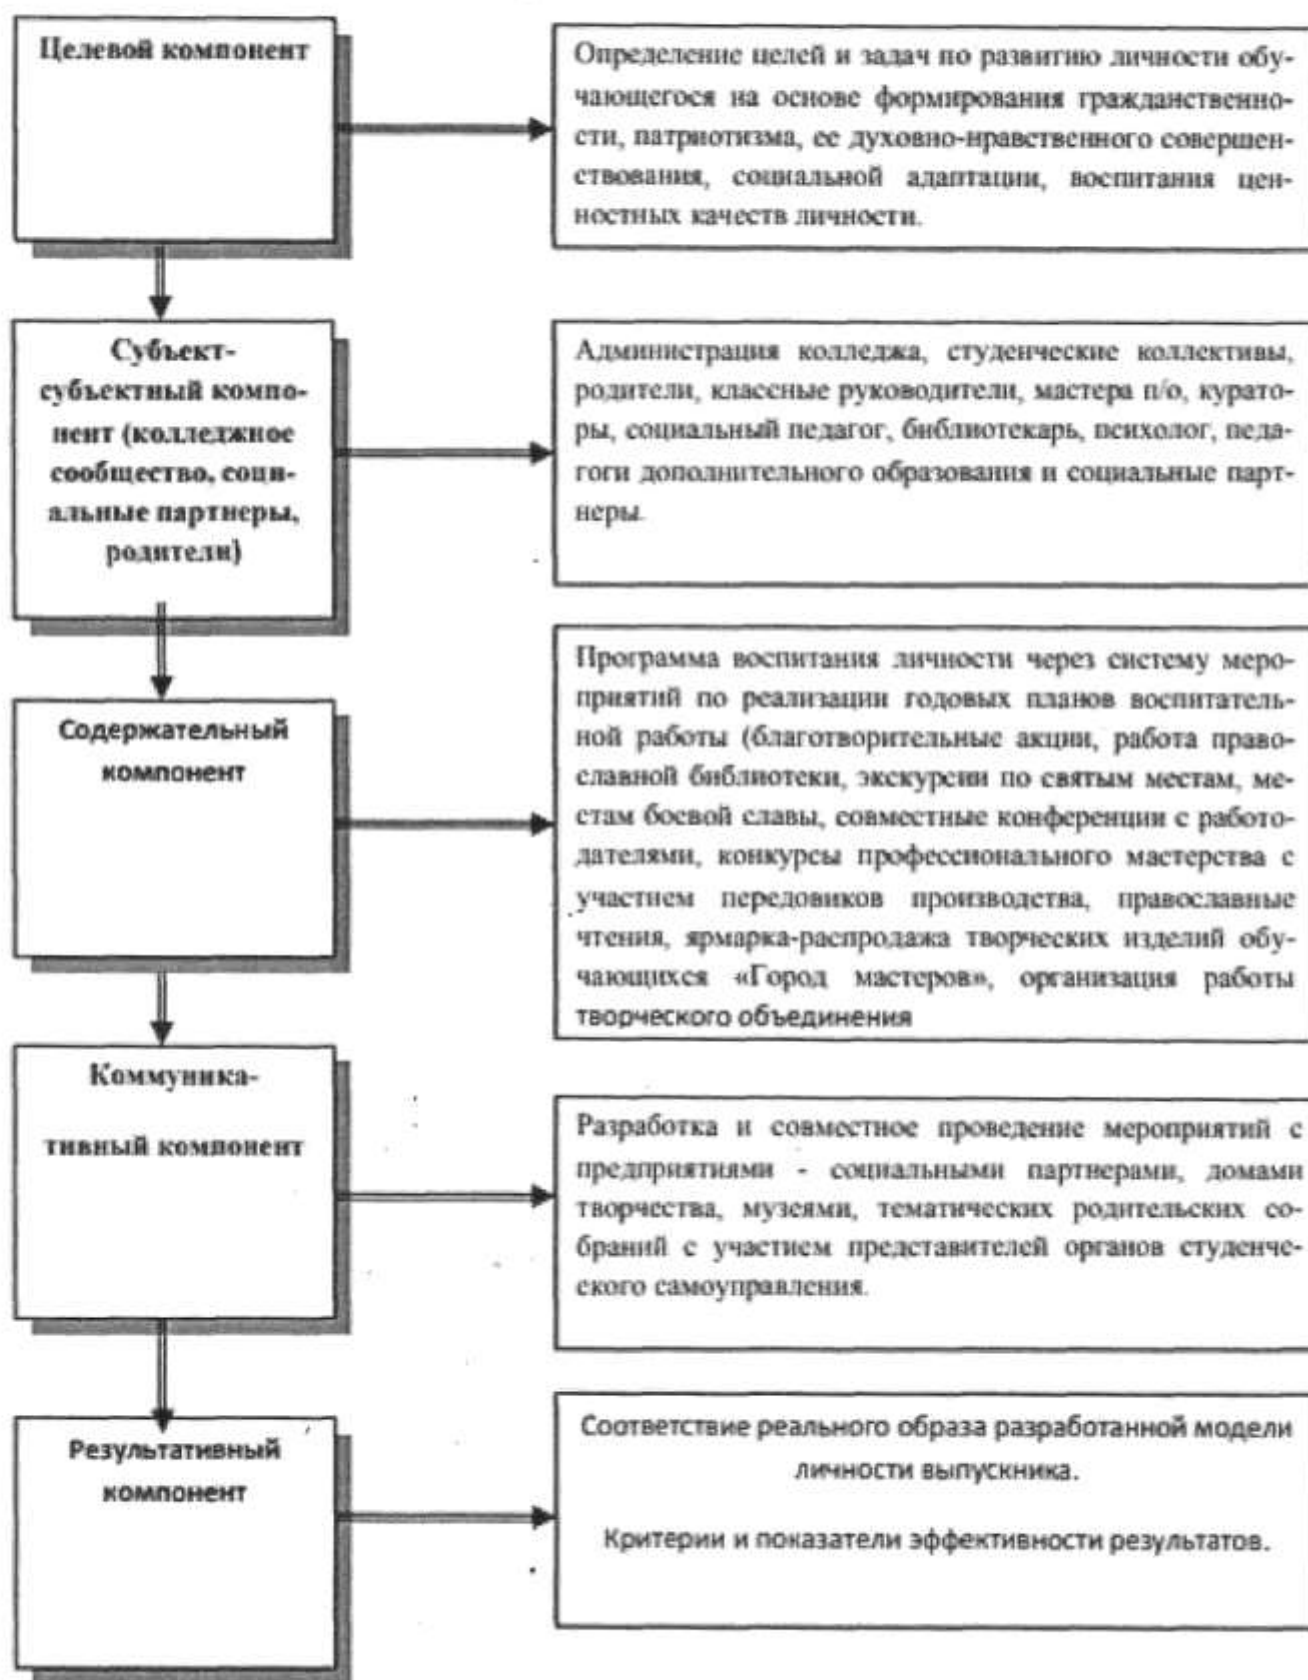 Целевой компонент
Определение целей и задач по развитию личности обу-
чающегося на основе формирования гражданственно-
сти, патриотизма, ее духовно-нравственного совершен-
ствования, социальной адаптации, воспитания цен-
ностных качеств личности.
Субъект-
субъектный компо-
нент (колледжное
сообщество, соци-
альные партнеры,
родители)
Администрация колледжа, студенческие коллективы,
родители, классные руководители, мастера п/о, курато-
ры, социальный педагог, библиотекарь, психолог, педа-
гоги дополнительного образования и социальные парт-
неры.
Содержательный
компонент
Программа воспитания личности через систему меро-
приятий по реализации годовых планов воспитатель-
ной работы (благотворительные акции, работа право-
славной библиотеки, экскурсии по святым местам, ме-
стам боевой славы, совместные конференции с работо-
дателями, конкурсы профессионального мастерства с
участием передовиков производства, православные
чтения, ярмарка-распродажа творческих изделий обу-
чающихся «Город мастеров», организация работы
творческого объединения
Коммуника-
тивный компонент
Разработка и совместное проведение мероприятий с
предприятиями - социальными партнерами, домами
творчества, музеями, тематических родительских со-
браний с участием представителей органов студенче-
ского самоуправления.
Результативный
компонент
Соответствие реального образа разработанной модели
личности выпускника.
Критерии и показатели эффективности результатов.